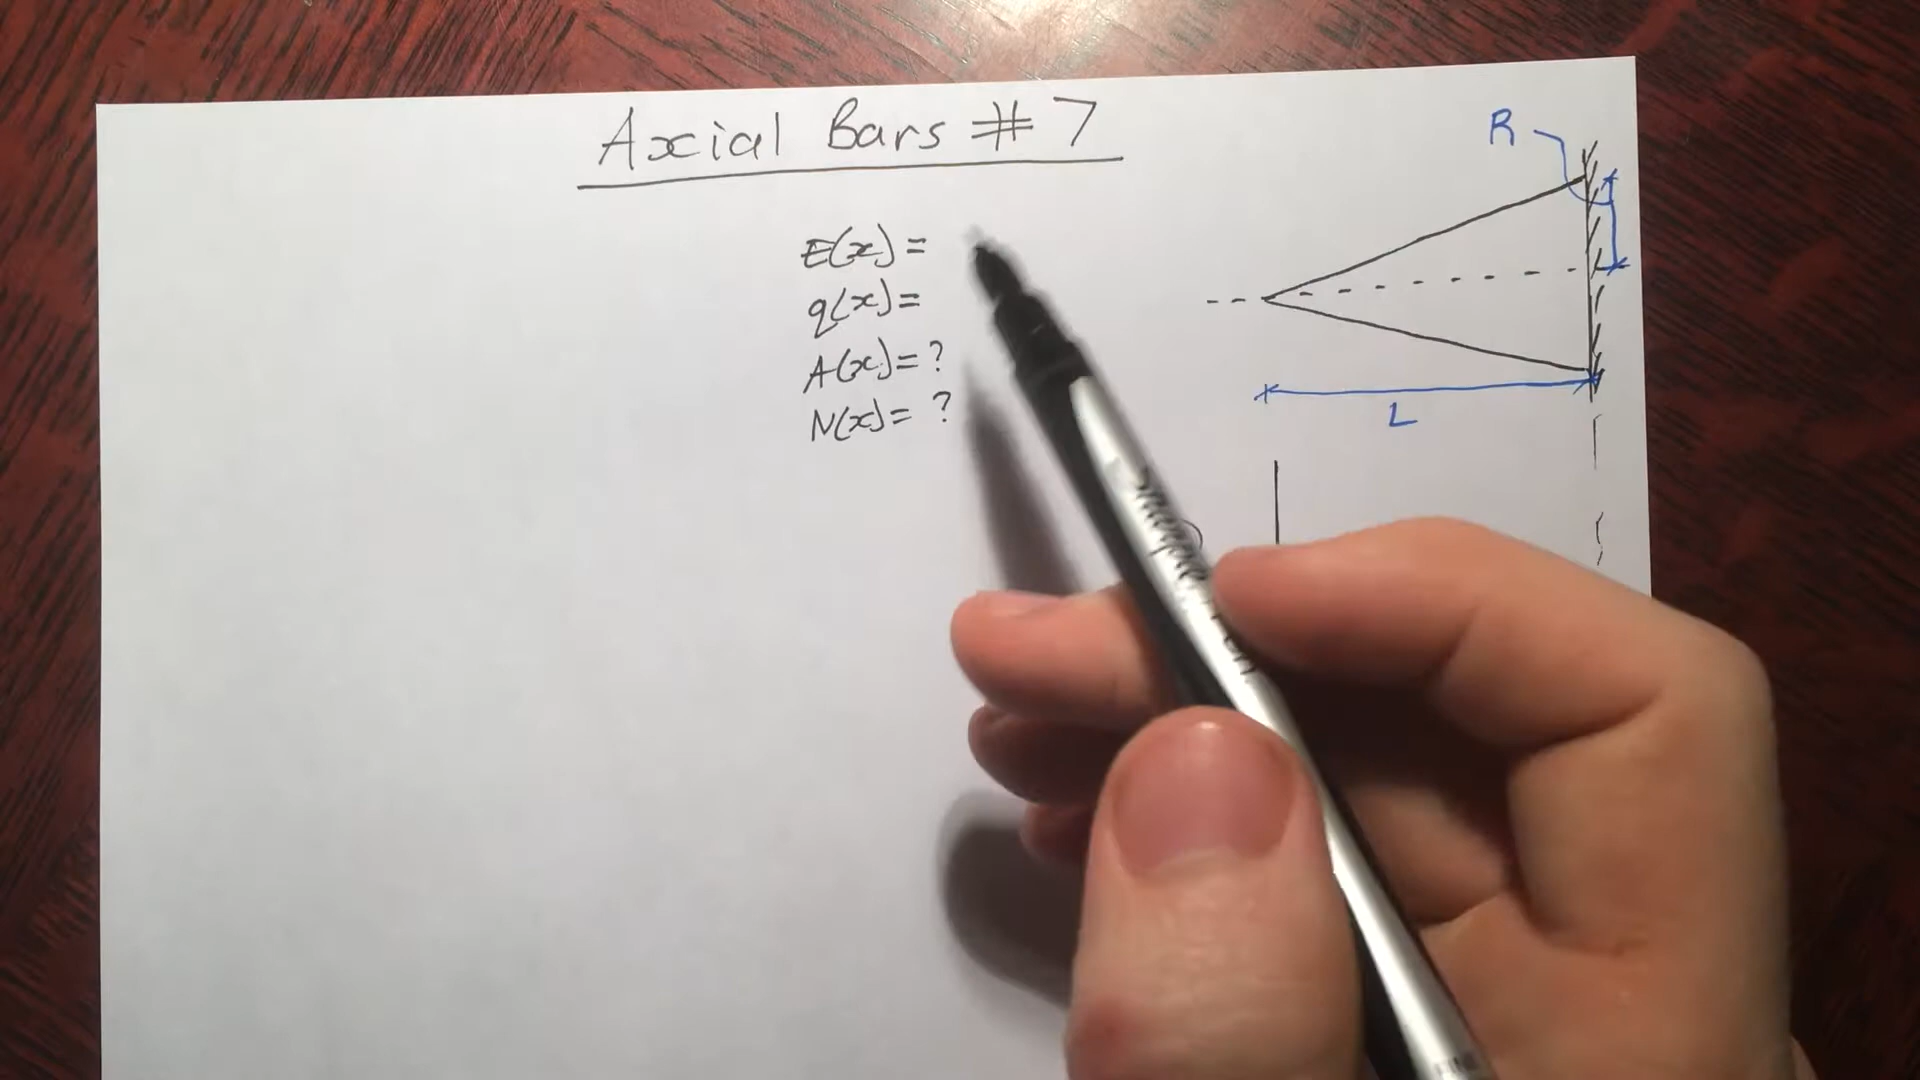 Axial Bars #7
R
E(x) =
q(x) =
A(x) = ?
N(x) = ?
L